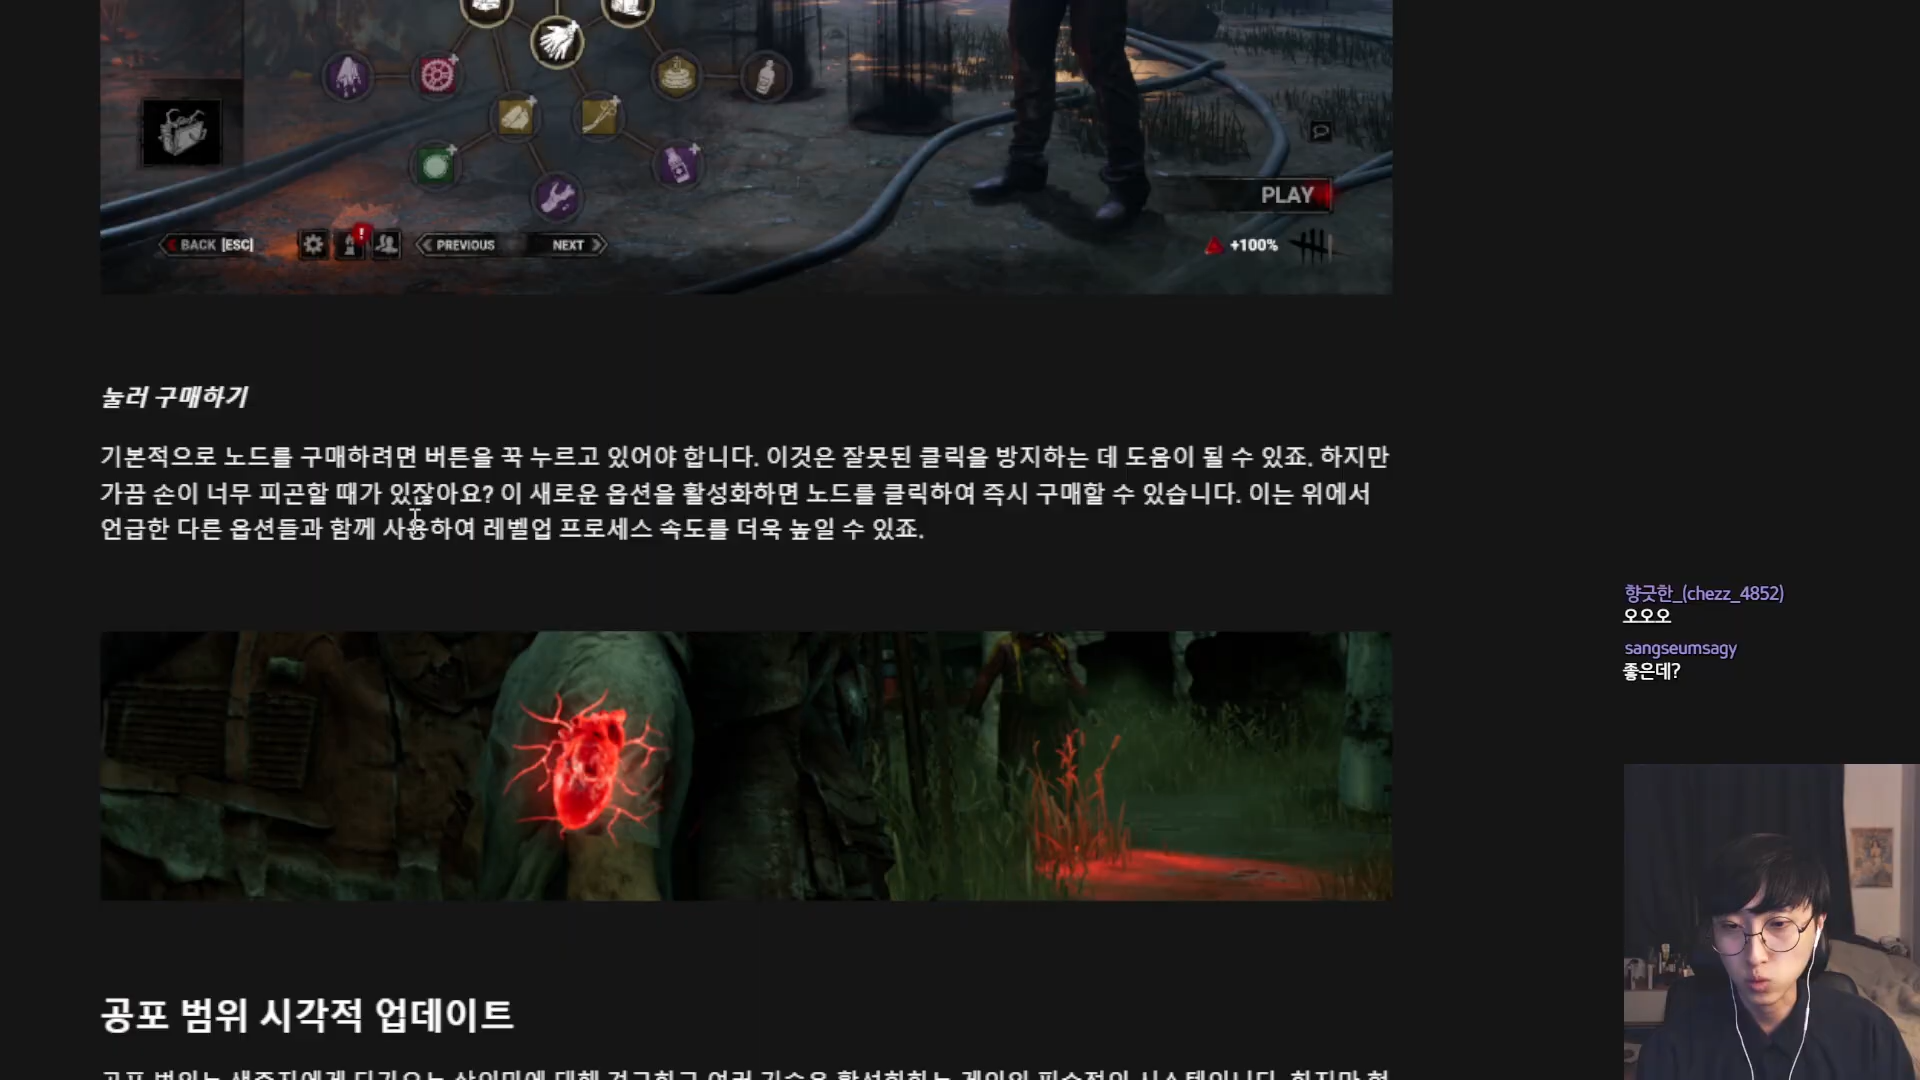 PLAY
BACK [ESC]
PREVIOUS
NEXT
+100%
눌러 구매하기
기본적으로 노드를 구매하려면 버튼을 꾹 누르고 있어야 합니다. 이것은 잘못된 클릭을 방지하는 데 도움이 될 수 있죠. 하지만
가끔 손이 너무 피곤할 때가 있잖아요? 이 새로운 옵션을 활성화하면 노드를 클릭하여 즉시 구매할 수 있습니다. 이는 위에서
언급한 다른 옵션들과 함께 사용하여 레벨업 프로세스 속도를 더욱 높일 수 있죠.
향긋한_(chezz_4852)
오오오
sangseumsagy
좋은데?
공포 범위 시각적 업데이트